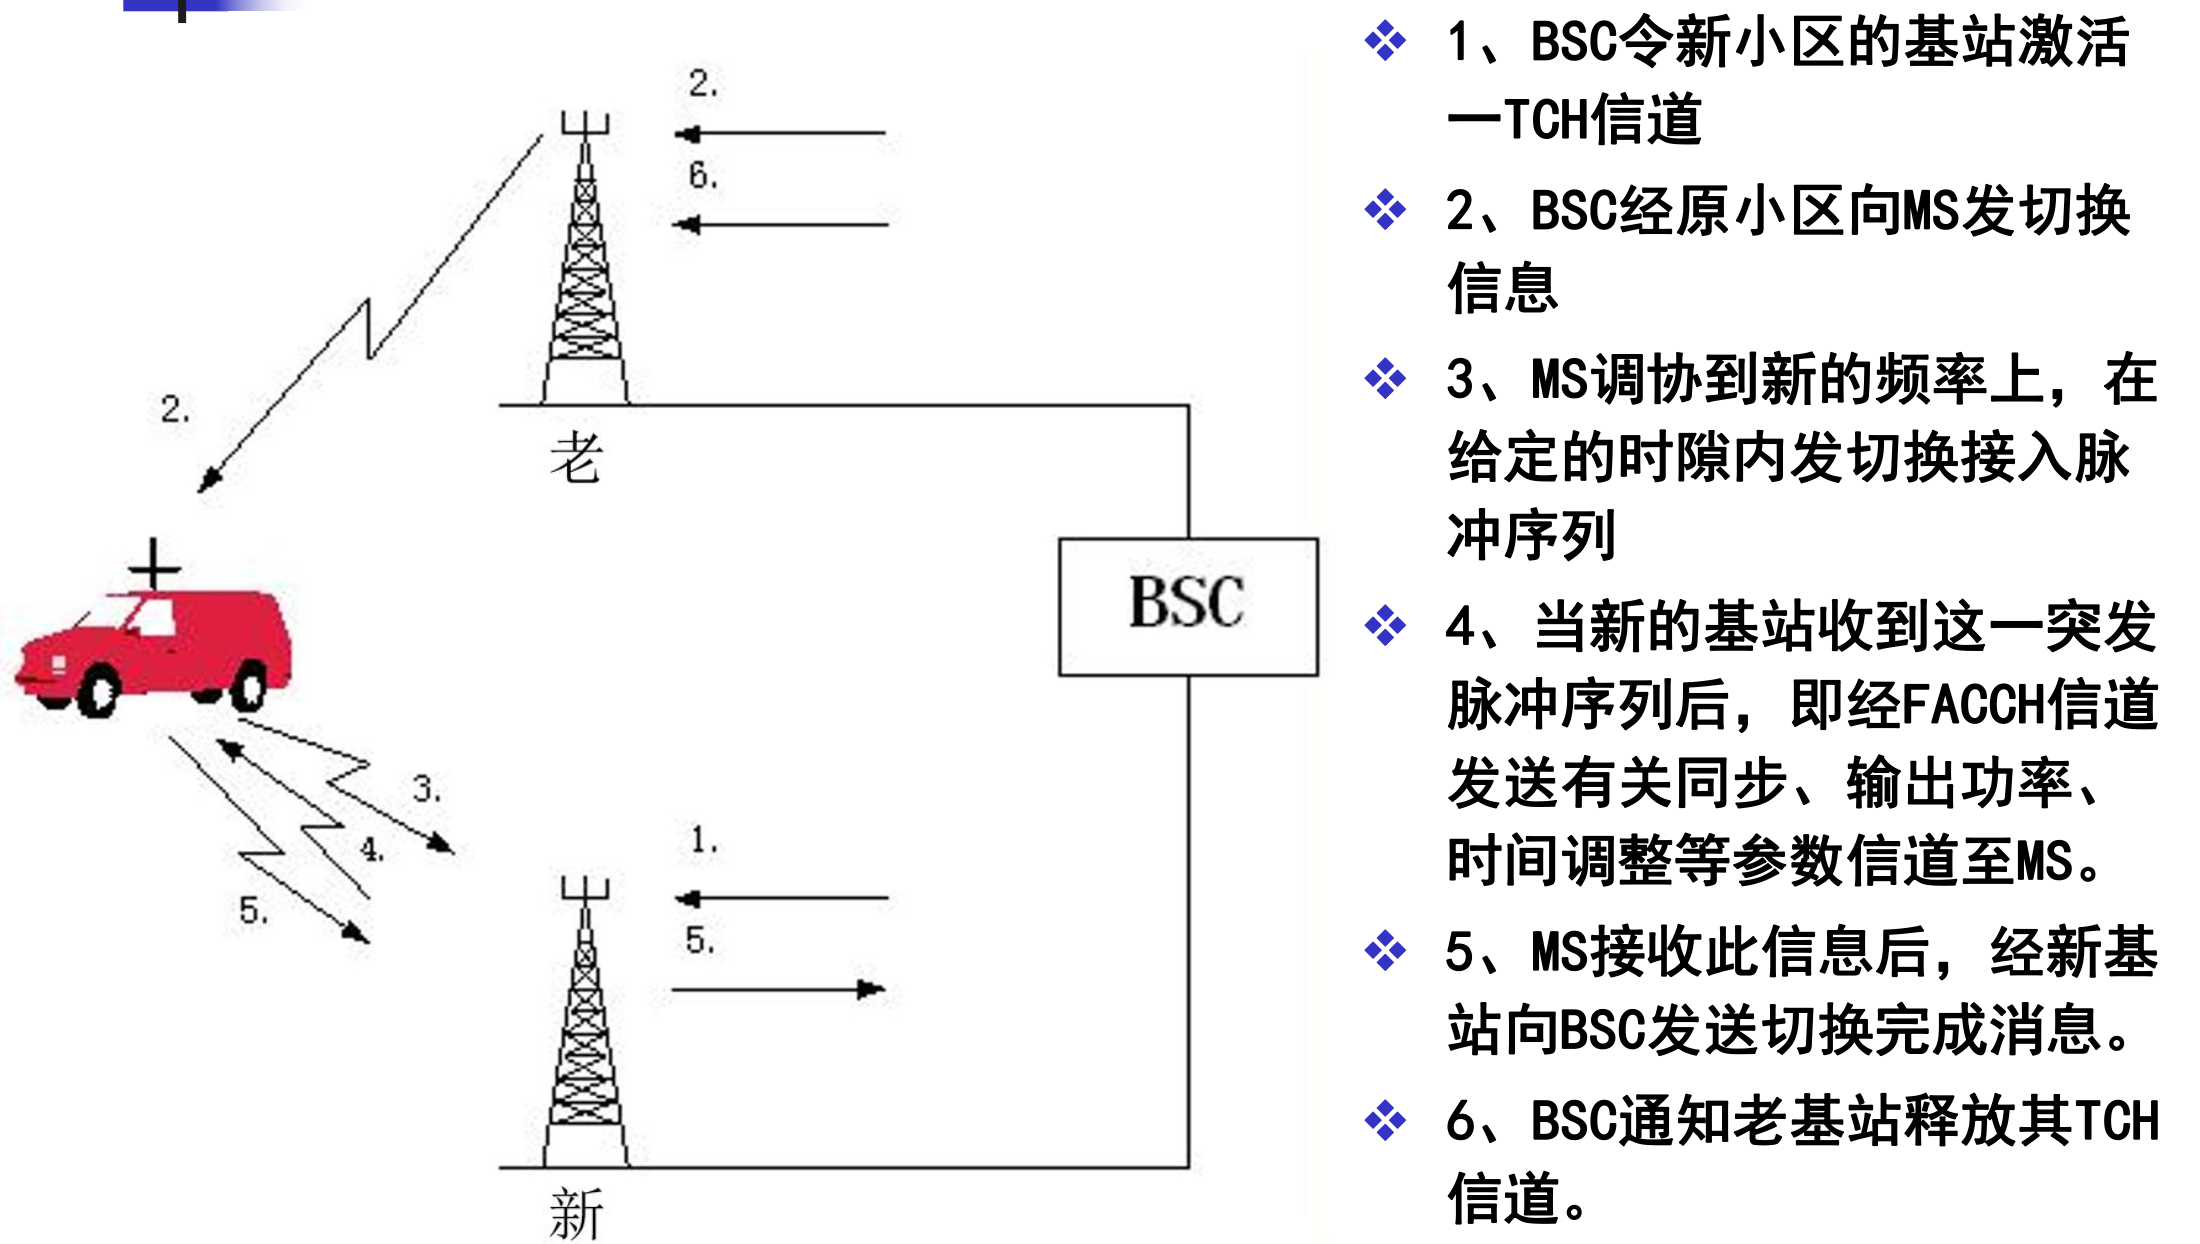 2.
6.
2.
老
BSC
3.
4.
5.
1.
5.
新
1、BSC令新小区的基站激活
一TCH信道
2、BSC经原小区向MS发切换
信息
3、MS调协到新的频率上，在
给定的时隙内发切换接入脉
冲序列
4、当新的基站收到这一突发
脉冲序列后，即经FACCH信道
发送有关同步、输出功率、
时间调整等参数信道至MS。
5、MS接收此信息后，经新基
站向BSC发送切换完成消息。
6、BSC通知老基站释放其TCH
信道。